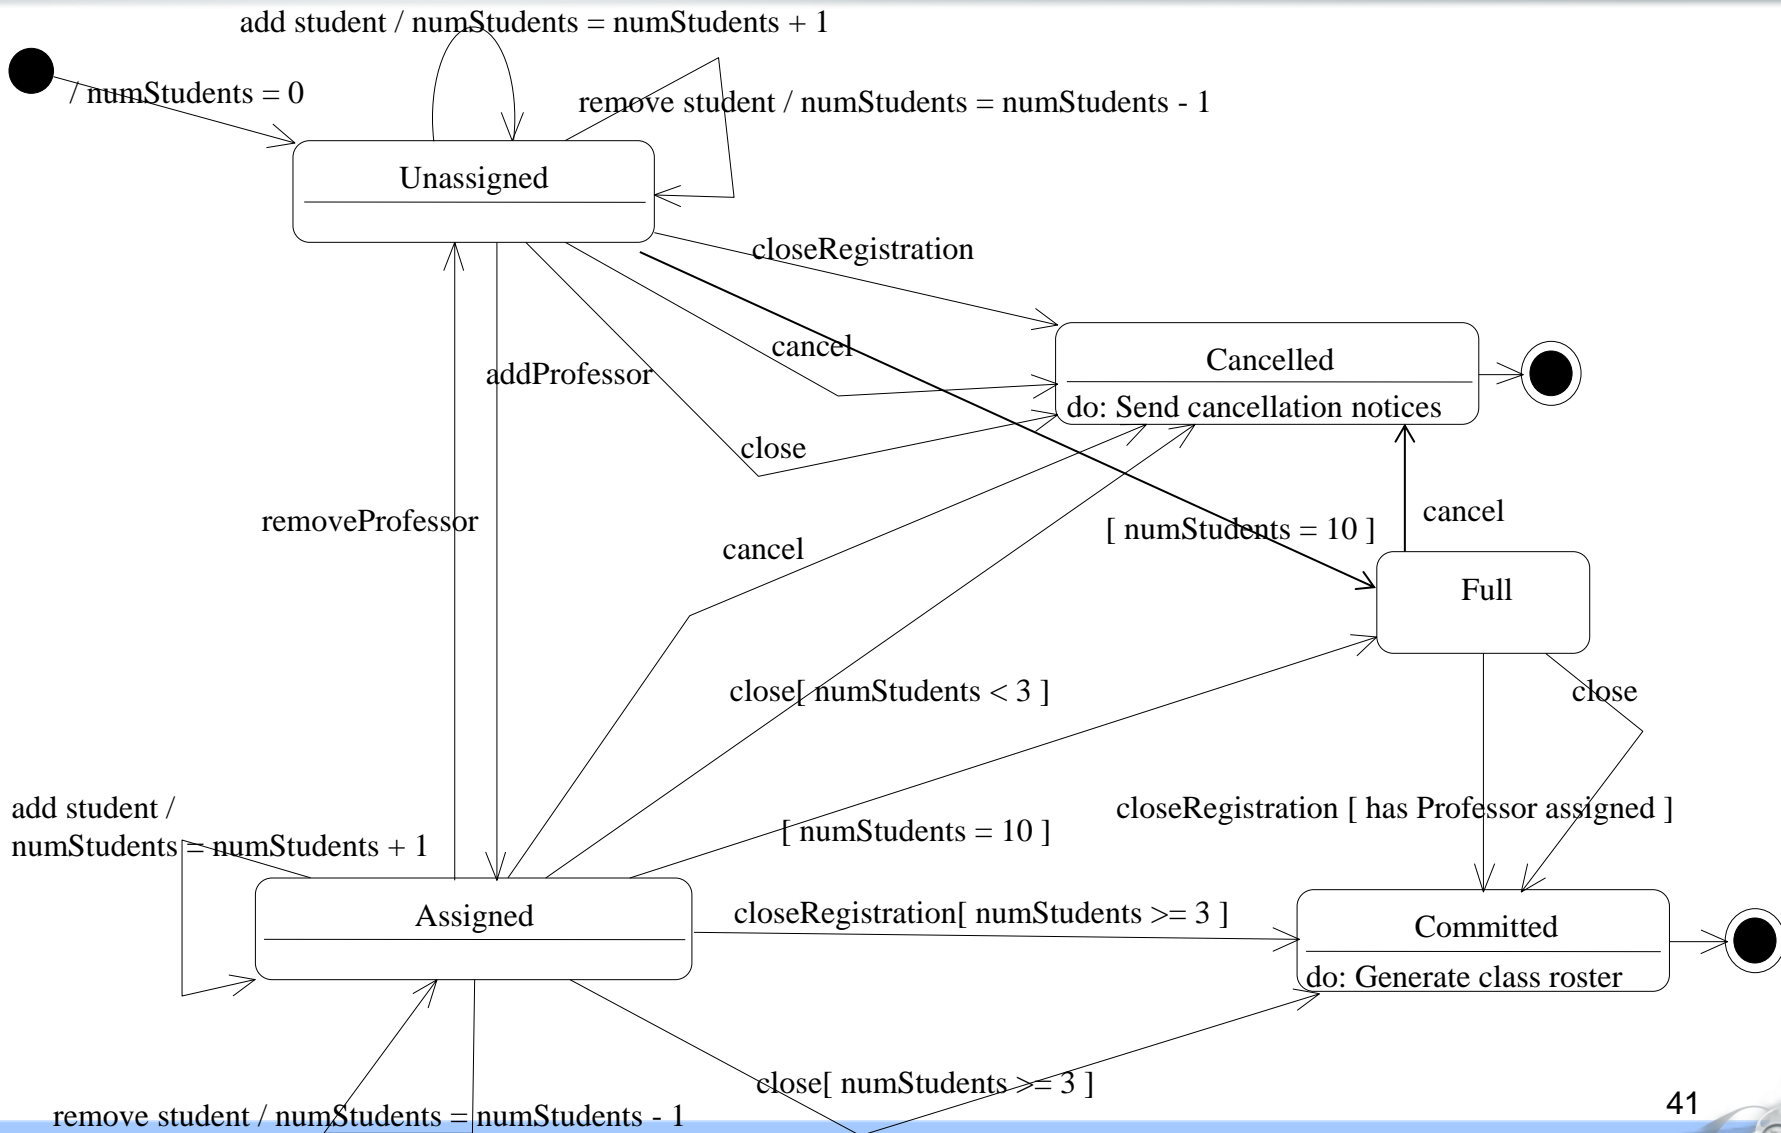 add student / numStudents = numStudents + 1
/ numStudents = 0
remove student / numStudents = numStudents - 1
Unassigned
closeRegistration
cancel
Cancelled
addProfessor
do: Send cancellation notices
close
removeProfessor
cancel
[ numStudents = 10 ]
cancel
Full
close[ numStudents < 3 ]
close
add student /
numStudents = numStudents + 1
[ numStudents = 10 ]
closeRegistration [ has Professor assigned ]
Assigned
closeRegistration[ numStudents >= 3 ]
Committed
do: Generate class roster
close[ numStudents >= 3 ]
remove student / numStudents = numStudents - 1
41